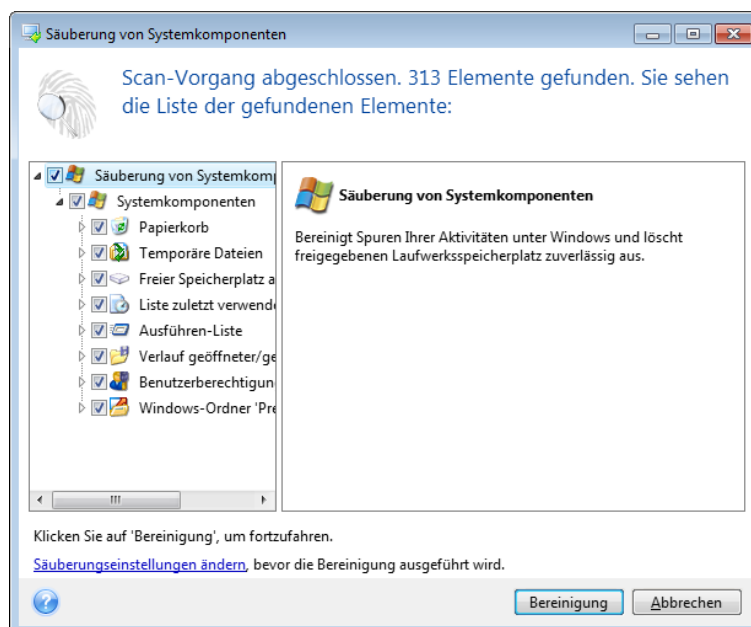 Säuberung von Systemkomponenten
Scan-Vorgang abgeschlossen. 313 Elemente gefunden. Sie sehen
die Liste der gefundenen Elemente:
Säuberung von Systemkom
Systemkomponenten
Papierkorb
Temporäre Dateien
Freier Speicherplatz a
Liste zuletzt verwende
Ausführen-Liste
Verlauf geöffneter/ge
Benutzerberechtigun
Windows-Ordner 'Pre
Säuberung von Systemkomponenten
Bereinigt Spuren Ihrer Aktivitäten unter Windows und löscht
freigegebenen Laufwerksspeicherplatz zuverlässig aus.
Klicken Sie auf 'Bereinigung', um fortzufahren.
Säuberungseinstellungen ändern, bevor die Bereinigung ausgeführt wird.
Bereinigung
Abbrechen